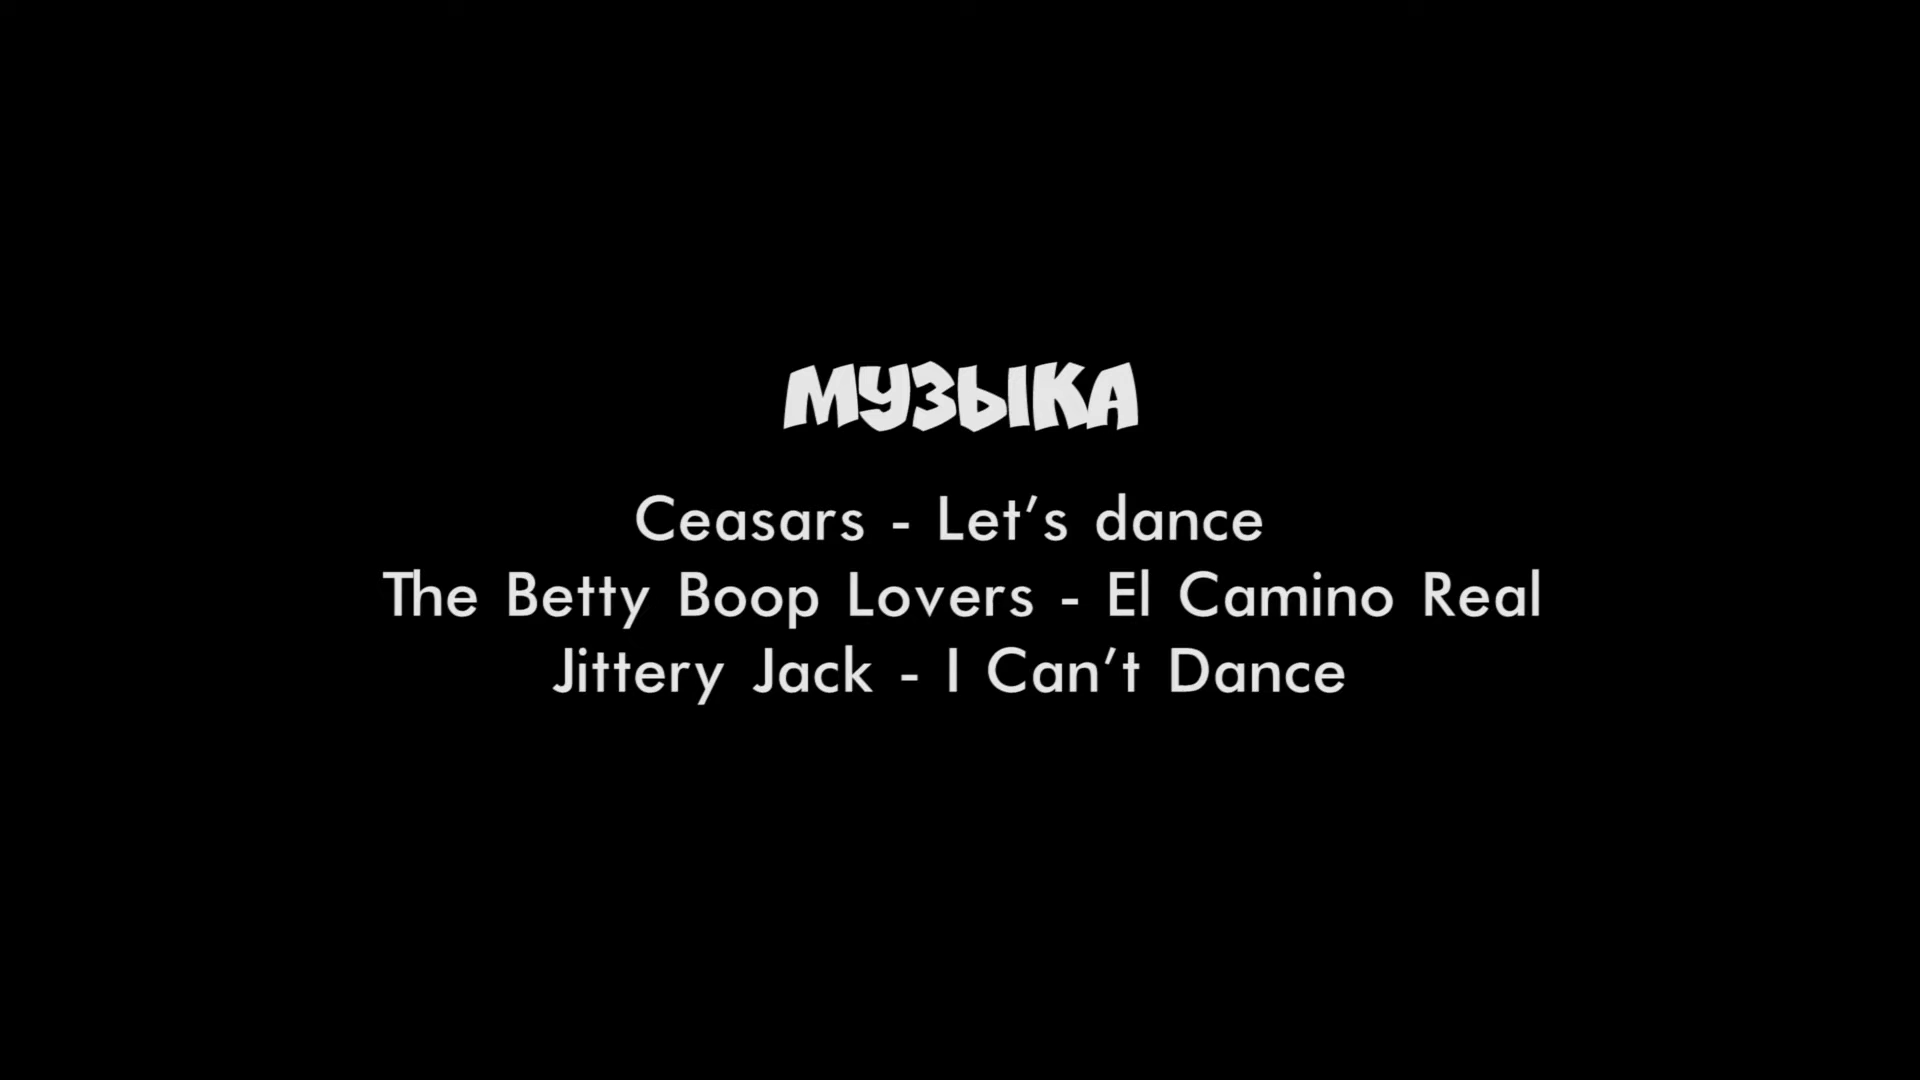 МУЗЫКА
Ceasars - Let’s dance
The Betty Boop Lovers - El Camino Real
Jittery Jack - I Can’t Dance